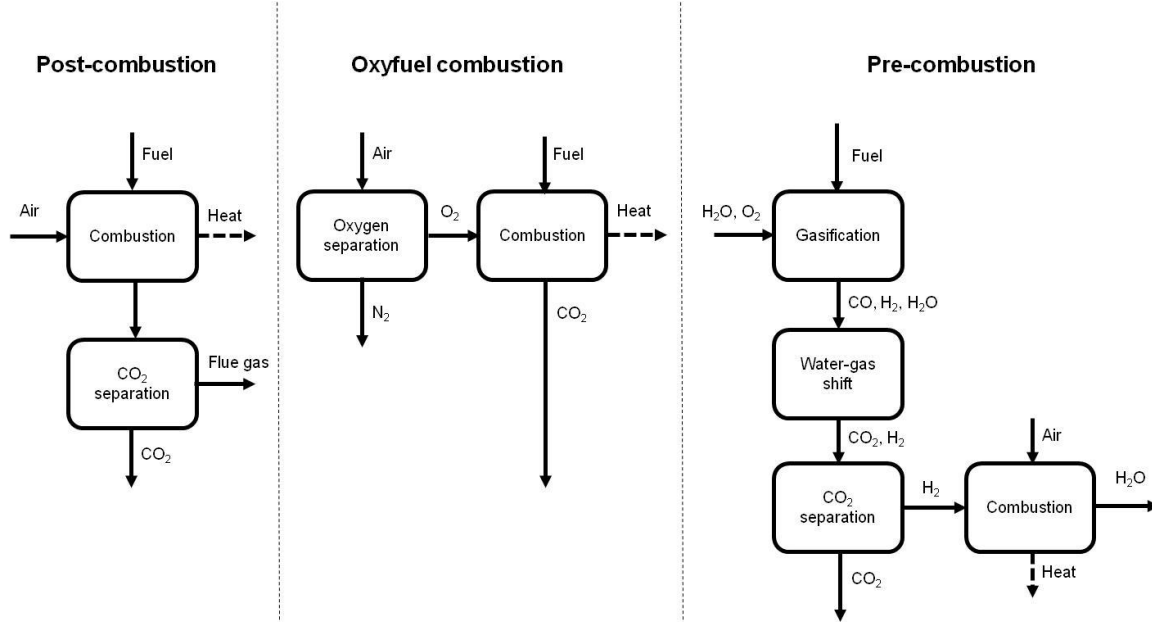 Post-combustion
Fuel
Air
Combustion
Heat
CO₂
separation
Flue gas
CO₂
Oxyfuel combustion
Air
Fuel
Oxygen
separation
O₂
Combustion
Heat
N₂
CO₂
Pre-combustion
Fuel
H₂O, O₂
Gasification
CO, H₂, H₂O
Water-gas
shift
CO₂, H₂
Air
CO₂
separation
H₂
Combustion
H₂O
CO₂
Heat